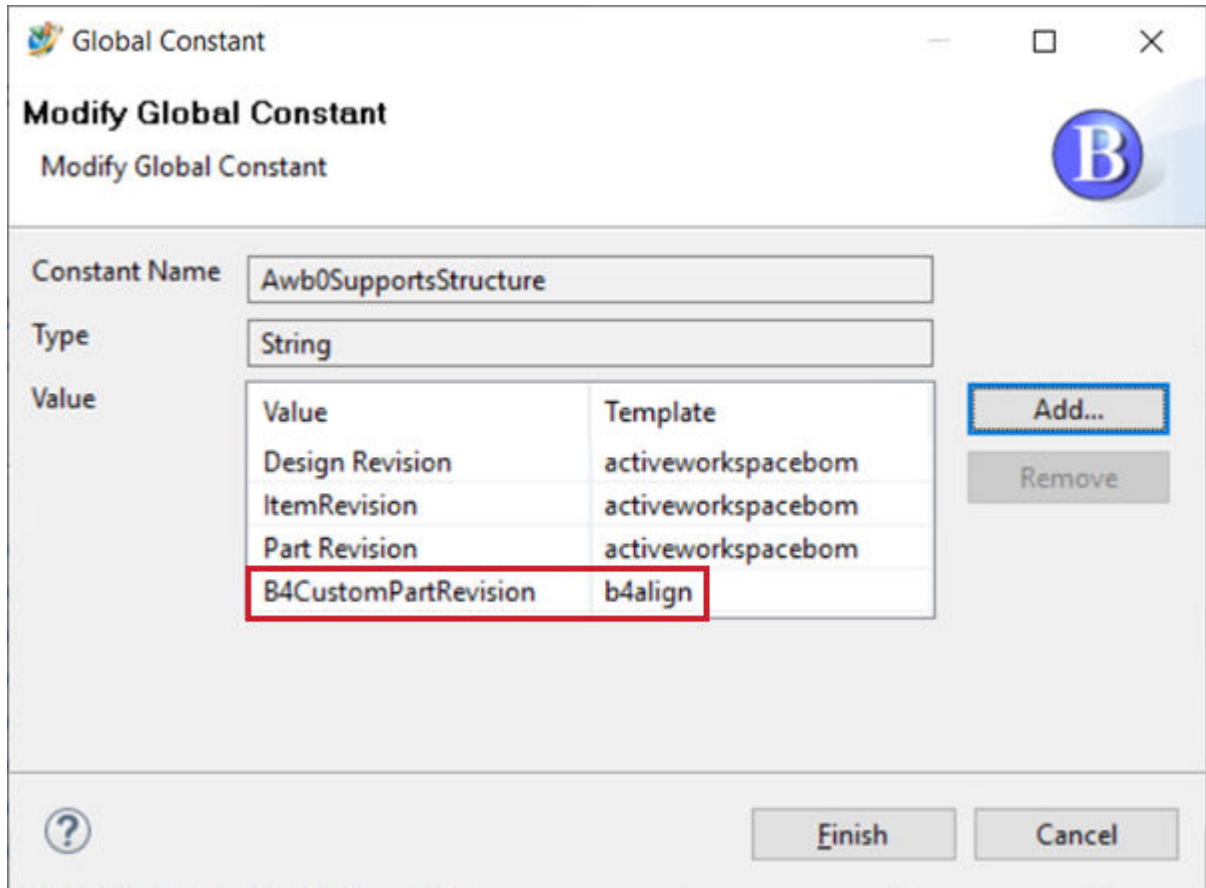 Global Constant
Modify Global Constant
Modify Global Constant
B
Constant Name Awb0SupportsStructure
Type String
Value
Value Template
Design Revision activeworkspacebom
ItemRevision activeworkspacebom
Part Revision activeworkspacebom
B4CustomPartRevision b4align
Add...
Remove
?
Finish Cancel